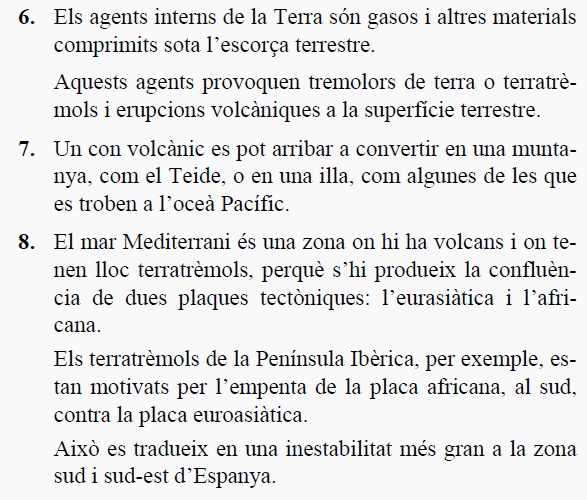 6. Els agents interns de la Terra són gasos i altres materials
comprimits sota l’escorça terrestre.
Aquests agents provoquen tremolors de terra o terratrè-
mols i erupcions volcàniques a la superfície terrestre.
7. Un con volcànic es pot arribar a convertir en una munta-
nya, com el Teide, o en una illa, com algunes de les que
es troben a l’oceà Pacífic.
8. El mar Mediterrani és una zona on hi ha volcans i on te-
nen lloc terratrèmols, perquè s’hi produeix la confluèn-
cia de dues plaques tectòniques: l’eurasiàtica i l’afri-
cana.
Els terratrèmols de la Península Ibèrica, per exemple, es-
tan motivats per l’empenta de la placa africana, al sud,
contra la placa euroasiàtica.
Això es tradueix en una inestabilitat més gran a la zona
sud i sud-est d’Espanya.